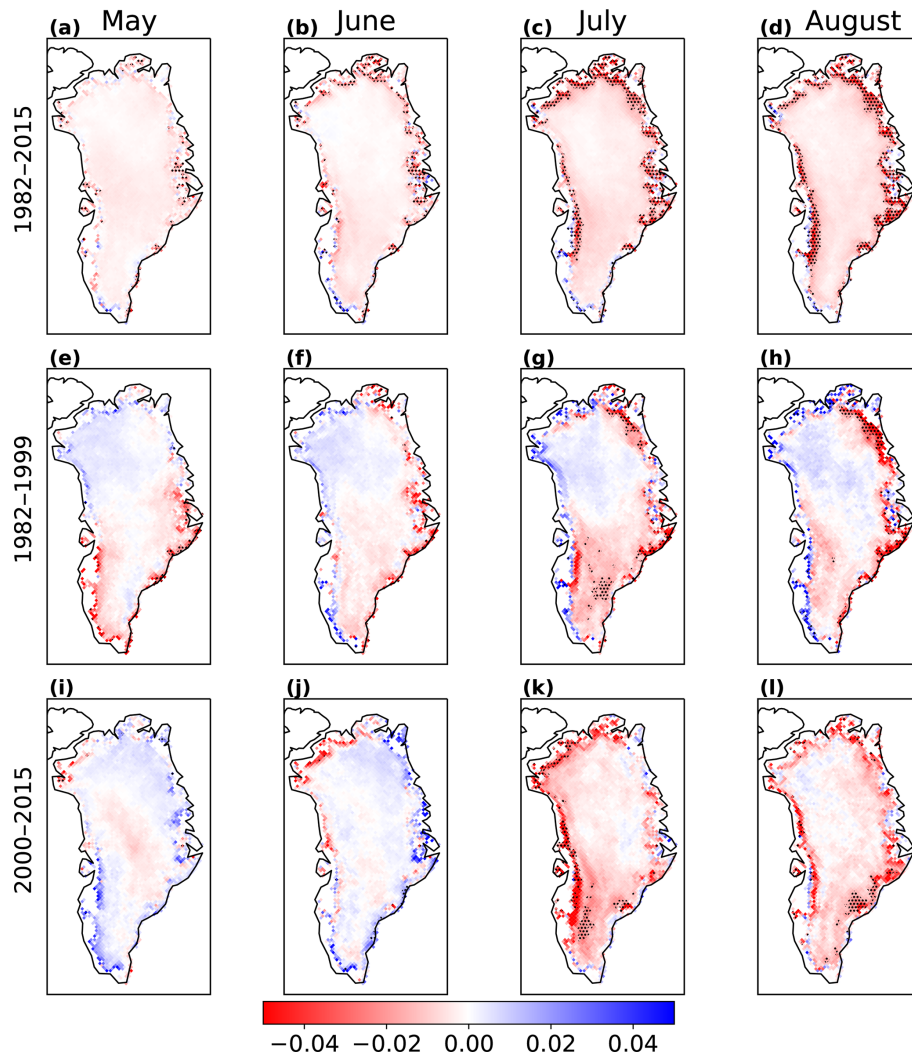 May June July August
(a) (b) (c) (d)
1982–2015
(e) (f) (g) (h)
1982–1999
(i) (j) (k) (l)
2000–2015
−0.04 −0.02 0.00 0.02 0.04